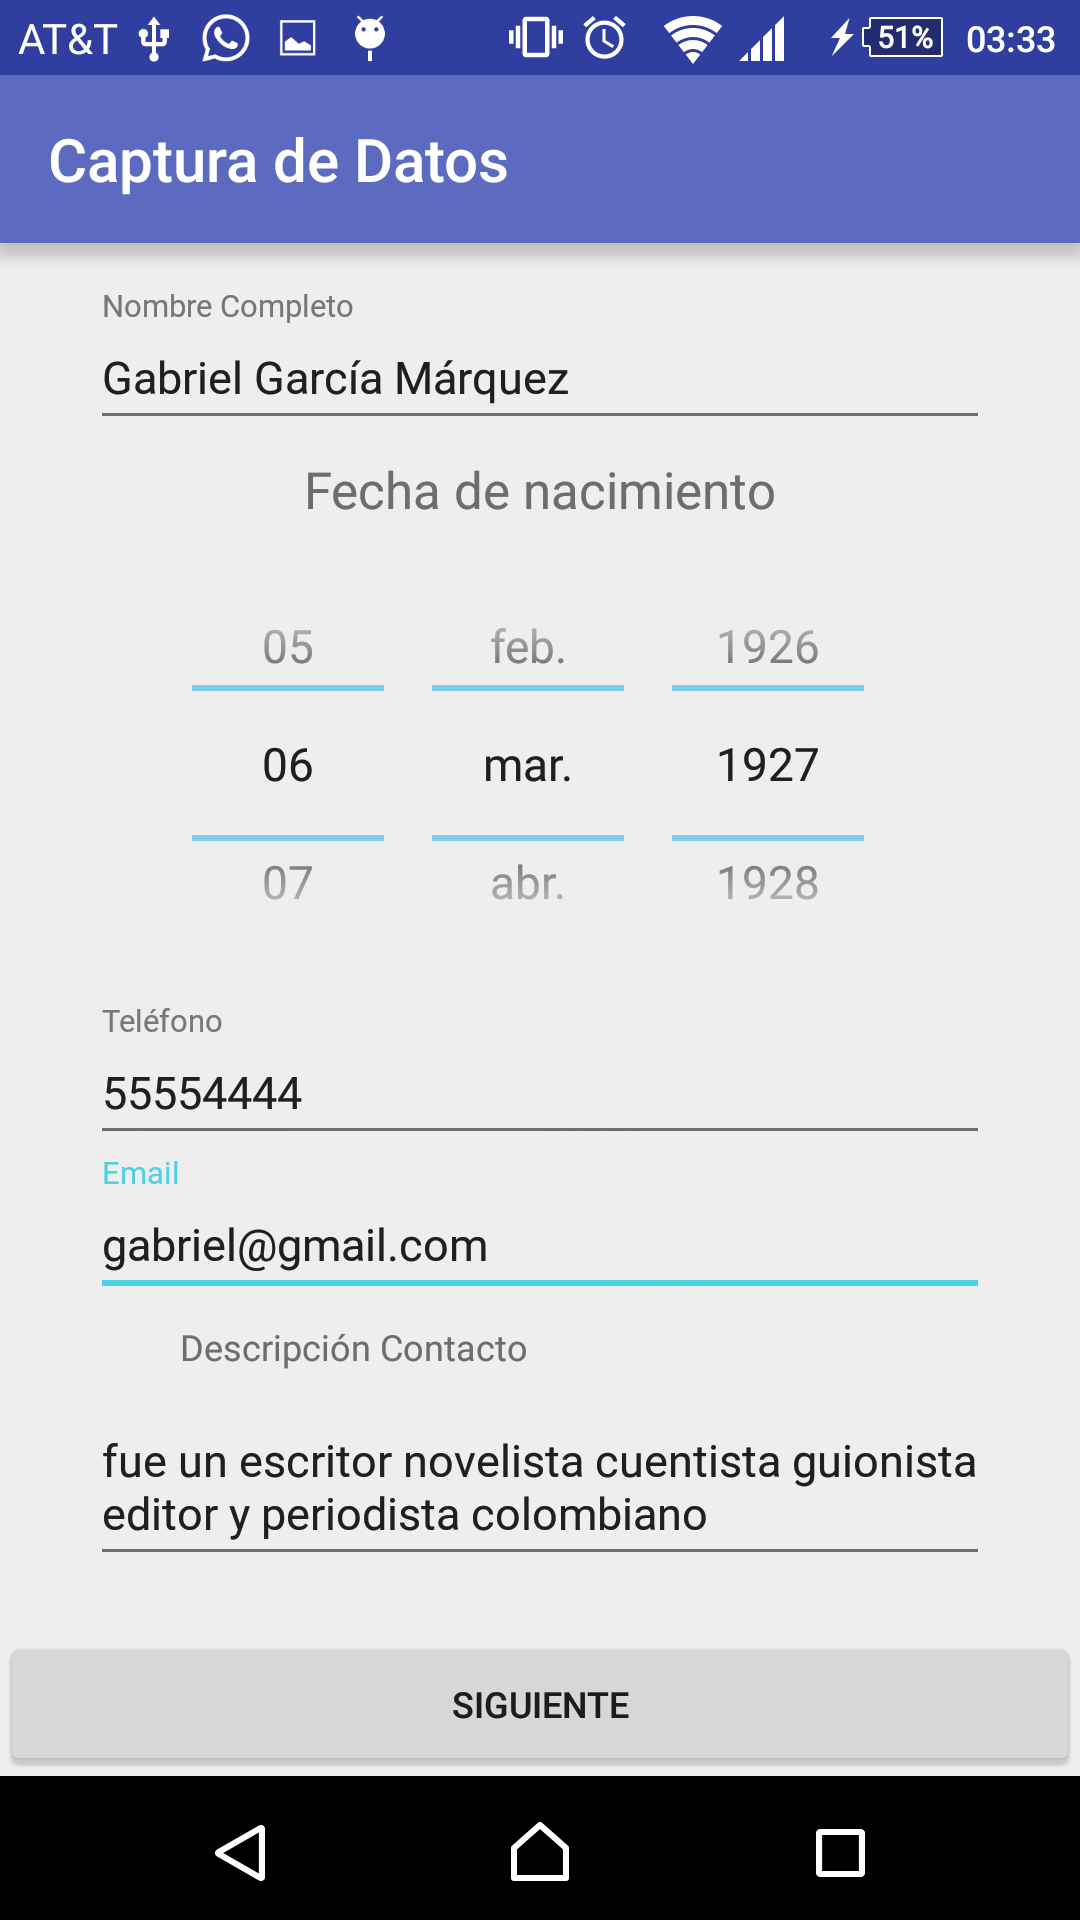 AT&T 51% 03:33
Captura de Datos
Nombre Completo
Gabriel García Márquez
Fecha de nacimiento
05 feb. 1926
06 mar. 1927
07 abr. 1928
Teléfono
55554444
Email
gabriel@gmail.com
Descripción Contacto
fue un escritor novelista cuentista guionista
editor y periodista colombiano
SIGUIENTE